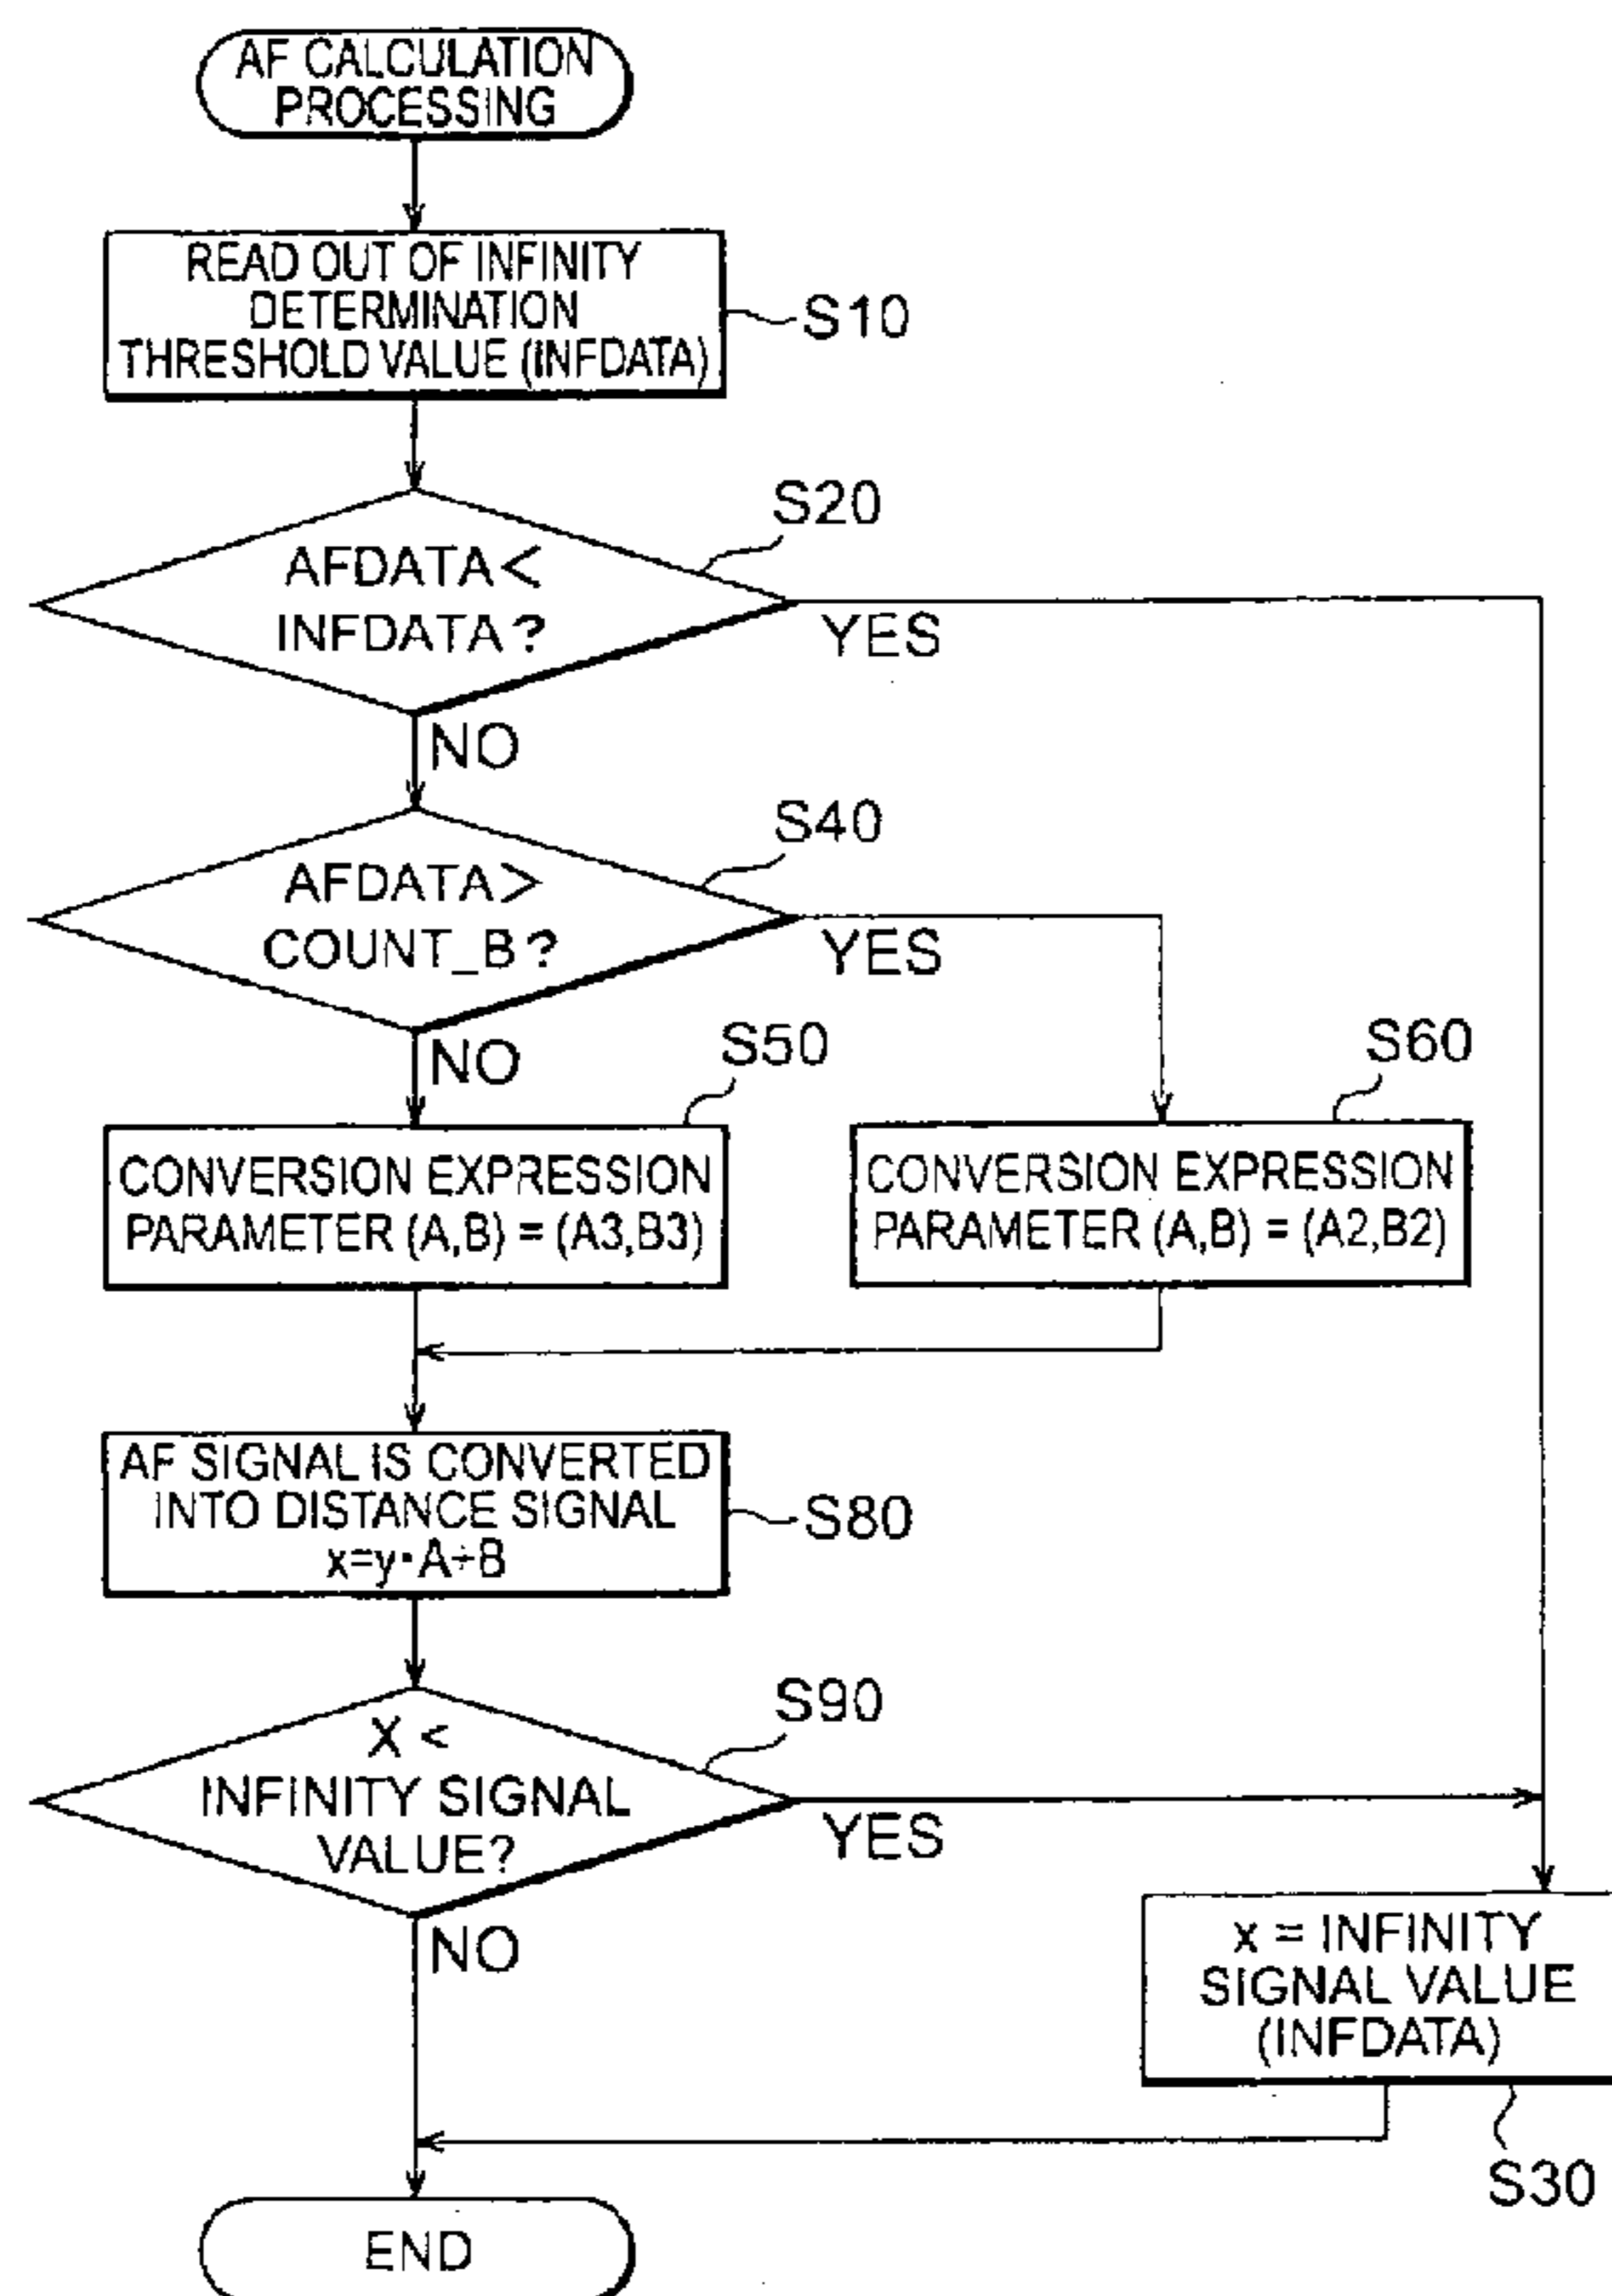 AF CALCULATION
PROCESSING
READ OUT OF INFINITY
DETERMINATION
THRESHOLD VALUE (INFDATA)
S10
S20
AFDATA<
INFDATA?
YES
NO
S40
AFDATA>
COUNT_B?
YES
NO
S50
CONVERSION EXPRESSION
PARAMETER (A,B) = (A3,B3)
S60
CONVERSION EXPRESSION
PARAMETER (A,B) = (A2,B2)
AF SIGNAL IS CONVERTED
INTO DISTANCE SIGNAL
x=y·A+B
S80
S90
X <
INFINITY SIGNAL
VALUE?
YES
NO
x = INFINITY
SIGNAL VALUE
(INFDATA)
S30
END